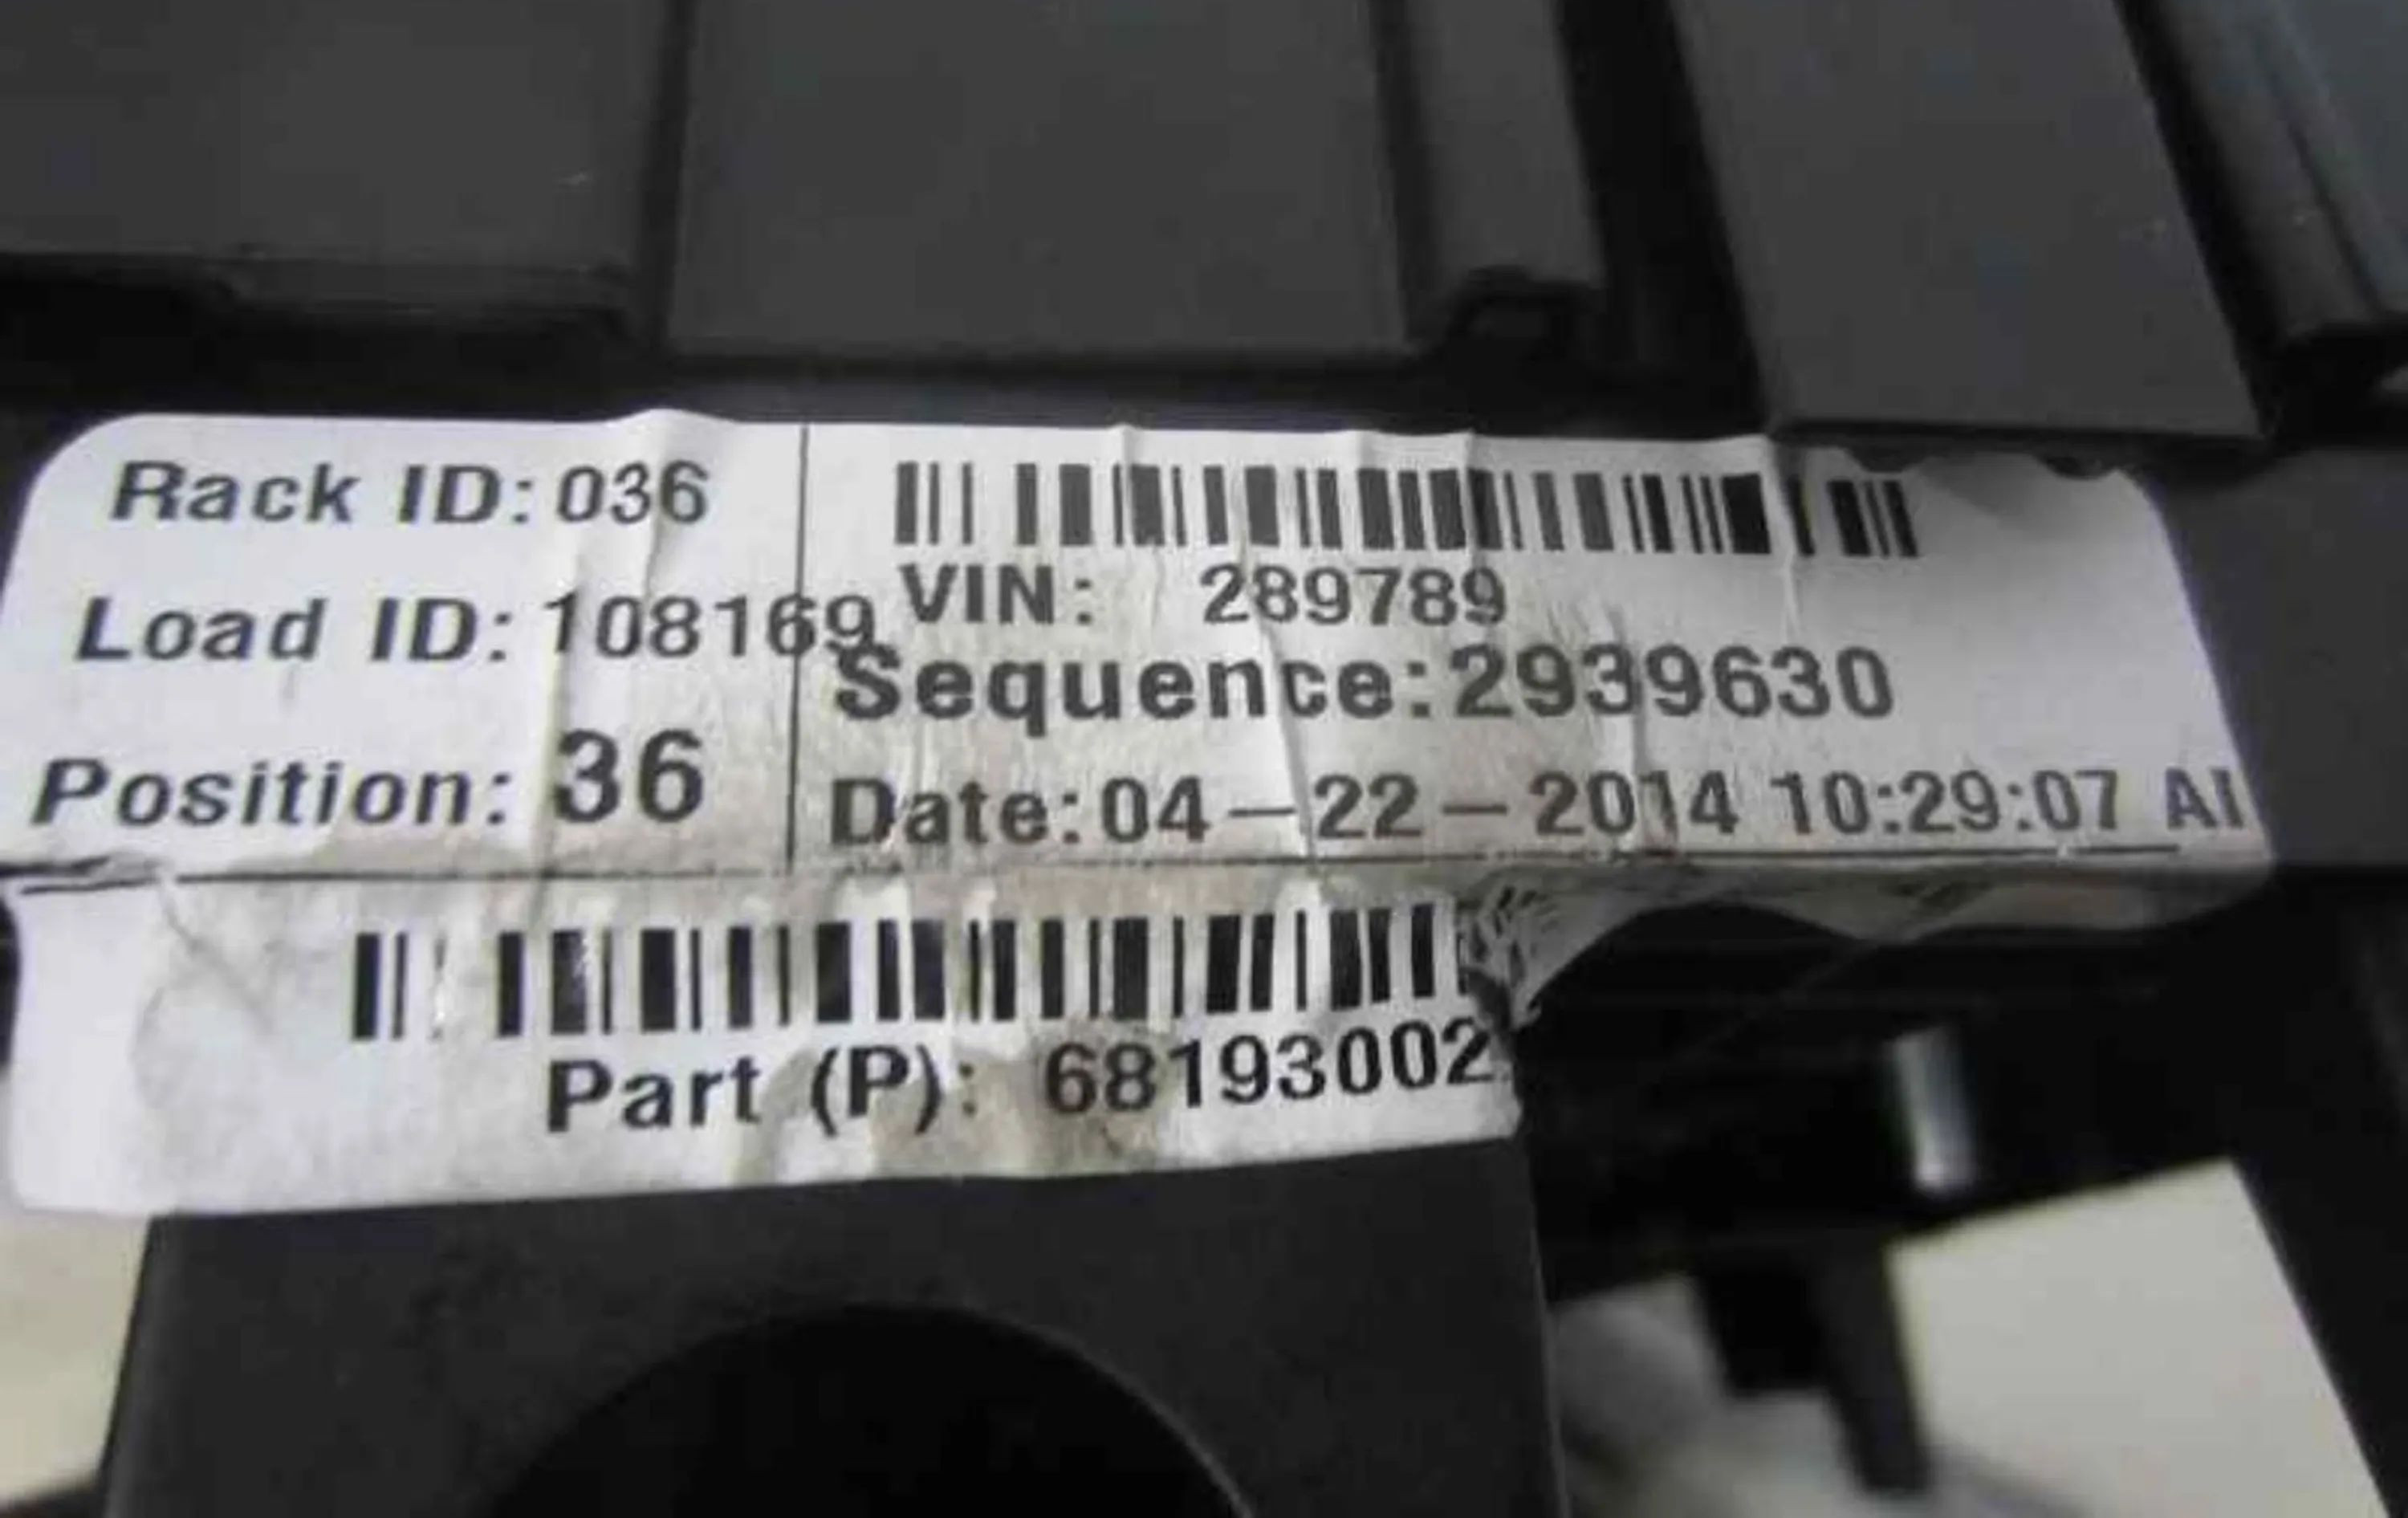 Rack ID: 036
Load ID: 108169
Position: 36
VIN: 289789
Sequence: 2939630
Date: 04-22-2014 10:29:07 A
Part (P): 68193002